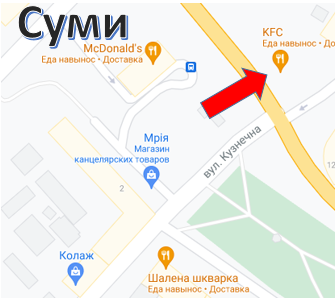 Суми
McDonald's
Еда навынос • Доставка
KFC
Еда навынос • До
Мрія
Магазин
канцелярских товаров
вул. Кузнечна
2
Колаж
Шалена шкварка
Еда навынос • Доставка